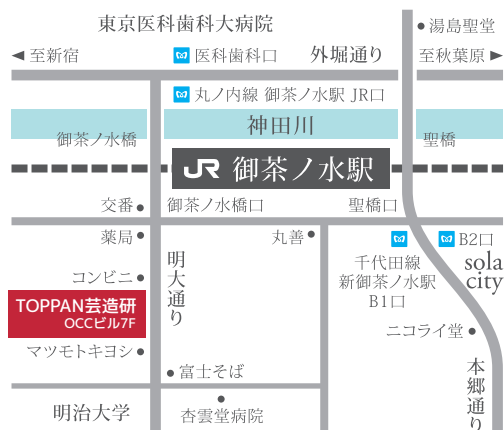 東京医科歯科大病院
湯島聖堂
◀至新宿
医科歯科口
外堀通り
至秋葉原▶
丸ノ内線 御茶ノ水駅 JR口
神田川
御茶ノ水橋
聖橋
JR 御茶ノ水駅
交番
御茶ノ水橋口
聖橋口
薬局
明大通り
丸善
B2口
千代田線
新御茶ノ水駅
B1口
sola
city
コンビニ
TOPPAN芸造研
OCCビル7F
ニコライ堂
マツモトキヨシ
富士そば
本郷通り
明治大学
杏雲堂病院